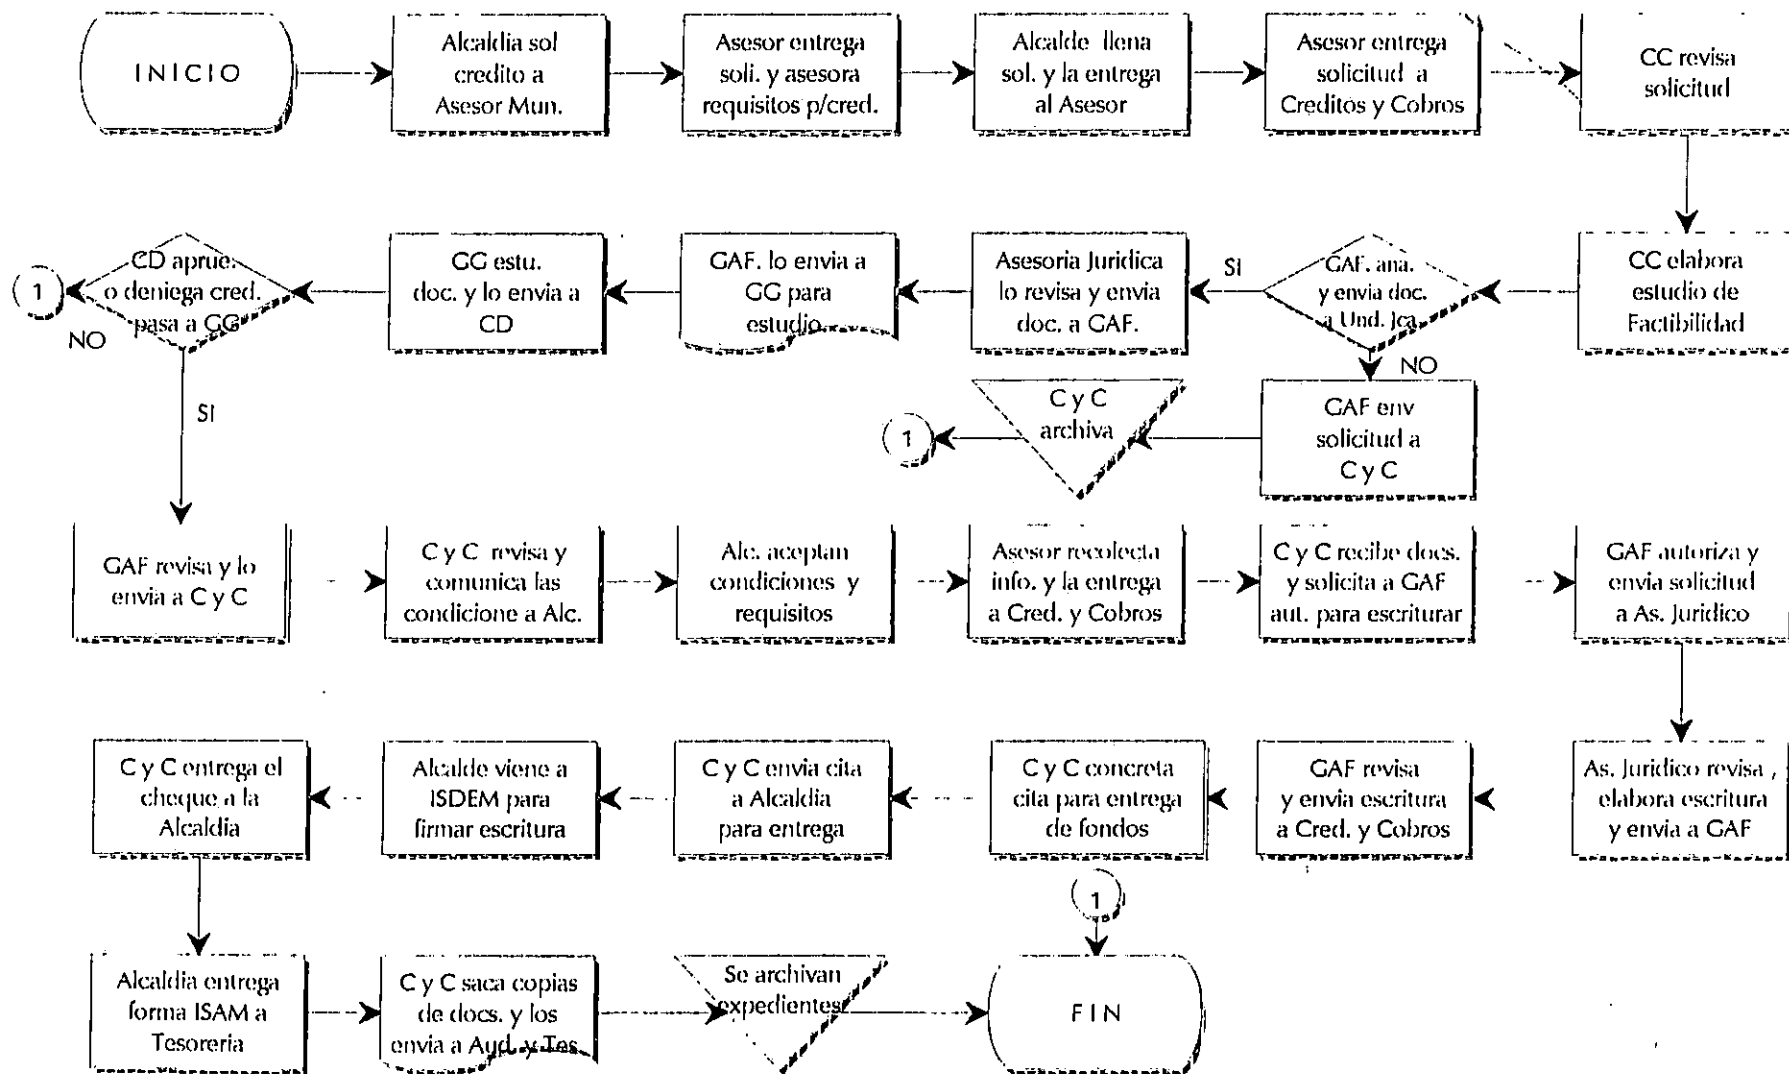 INICIO
Alcaldia sol
credito a
Asesor Mun.
Asesor entrega
soli. y asesora
requisitos p/cred.
Alcalde llena
sol. y la entrega
al Asesor
Asesor entrega
solicitud a
Creditos y Cobros
CC revisa
solicitud
1
CD aprue.
o deniega cred.
pasa a GG
NO
SI
GG estu.
doc. y lo envia a
CD
GAF. lo envia a
GG para
estudio
Asesoria Juridica
lo revisa y envia
doc. a GAF.
SI
GAF. ana.
y envia doc.
a Und. Jca.
NO
CC elabora
estudio de
Factibilidad
1
C y C
archiva
GAF env
solicitud a
C y C
GAF revisa y lo
envia a C y C
C y C revisa y
comunica las
condicione a Alc.
Alc. aceptan
condiciones y
requisitos
Asesor recolecta
info. y la entrega
a Cred. y Cobros
C y C recibe docs.
y solicita a GAF
aut. para escriturar
GAF autoriza y
envia solicitud
a As. Juridico
C y C entrega el
cheque a la
Alcaldia
Alcalde viene a
ISDEM para
firmar escritura
C y C envia cita
a Alcaldia
para entrega
C y C concreta
cita para entrega
de fondos
GAF revisa
y envia escritura
a Cred. y Cobros
As. Juridico revisa ,
elabora escritura
y envia a GAF
1
Alcaldia entrega
forma ISAM a
Tesoreria
C y C saca copias
de docs. y los
envia a Aud. y Tes.
Se archivan
expedientes
FIN